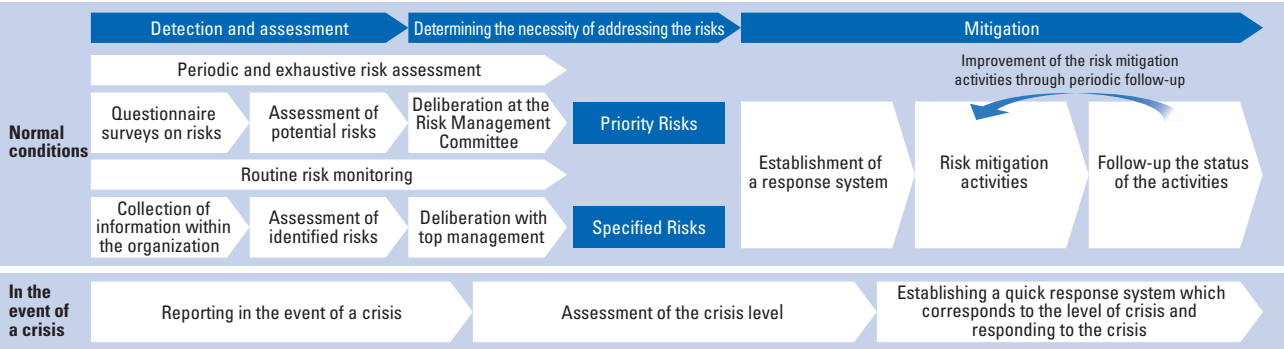 Detection and assessment
Determining the necessity of addressing the risks
Mitigation
Normal
conditions
Periodic and exhaustive risk assessment
Questionnaire
surveys on risks
Assessment of
potential risks
Deliberation at the
Risk Management
Committee
Priority Risks
Routine risk monitoring
Collection of
information within
the organization
Assessment of
identified risks
Deliberation with
top management
Specified Risks
Establishment of
a response system
Improvement of the risk mitigation
activities through periodic follow-up
Risk mitigation
activities
Follow-up the status
of the activities
In the
event of
a crisis
Reporting in the event of a crisis
Assessment of the crisis level
Establishing a quick response system which
corresponds to the level of crisis and
responding to the crisis